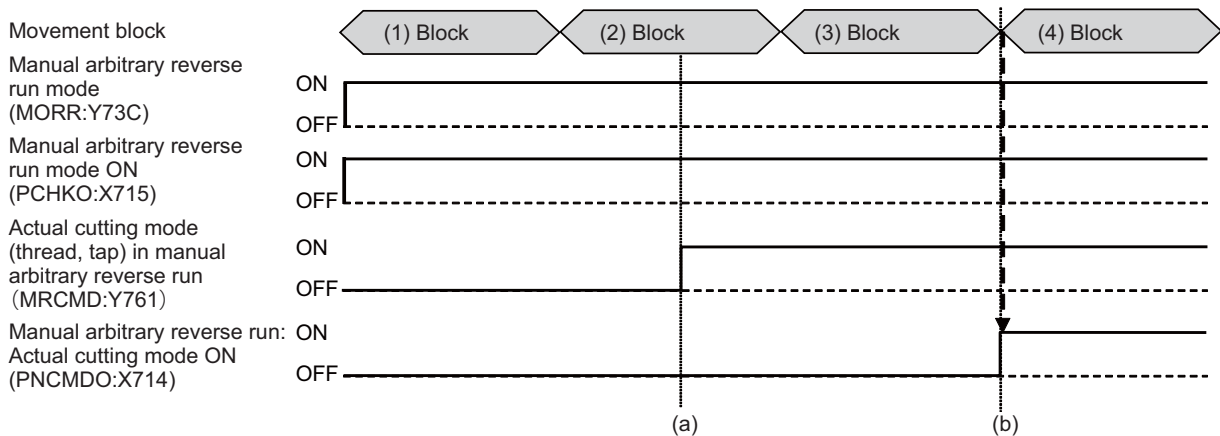 Movement block
(1) Block
(2) Block
(3) Block
(4) Block
Manual arbitrary reverse
run mode
(MORR:Y73C)
ON
OFF
Manual arbitrary reverse
run mode ON
(PCHKO:X715)
ON
OFF
Actual cutting mode
(thread, tap) in manual
arbitrary reverse run
（MRCMD:Y761）
ON
OFF
Manual arbitrary reverse run:
Actual cutting mode ON
(PNCMDO:X714)
ON
OFF
(a)
(b)